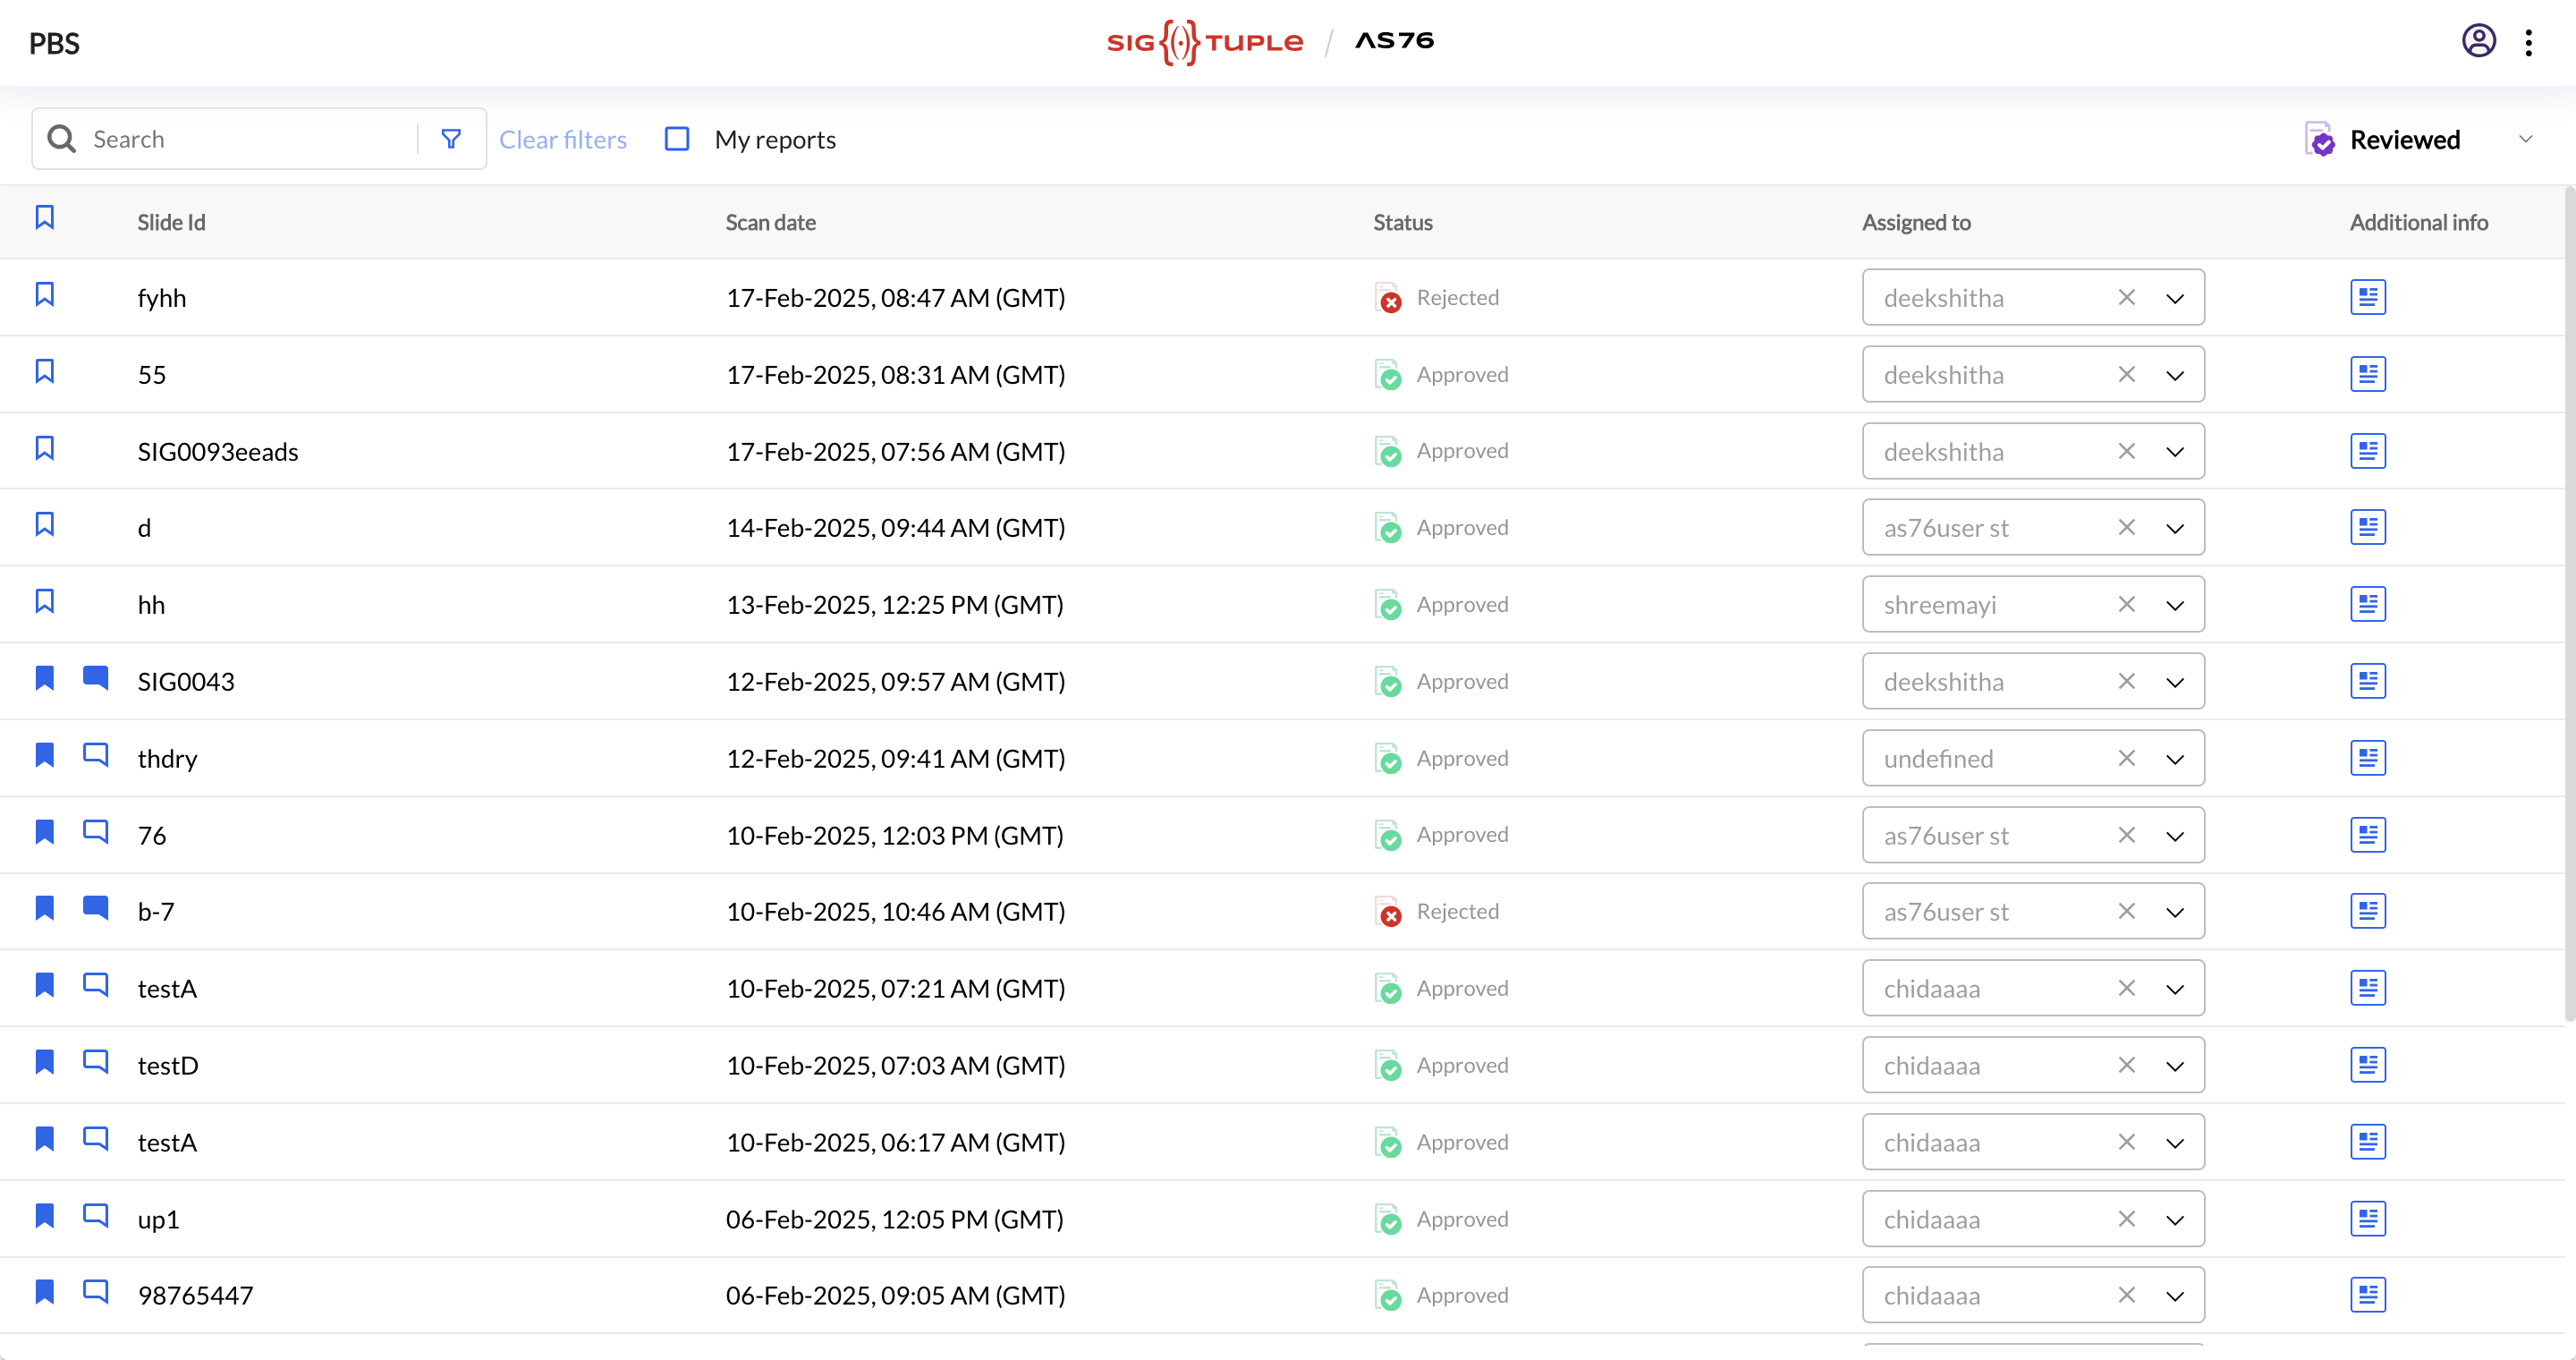 PBS
SIG{(·)}TUPLE / AS76
Search Clear filters My reports Reviewed
Slide Id Scan date Status Assigned to Additional info
fyhh 17-Feb-2025, 08:47 AM (GMT) Rejected deekshitha
55 17-Feb-2025, 08:31 AM (GMT) Approved deekshitha
SIG0093eeads 17-Feb-2025, 07:56 AM (GMT) Approved deekshitha
d 14-Feb-2025, 09:44 AM (GMT) Approved as76user st
hh 13-Feb-2025, 12:25 PM (GMT) Approved shreemayi
SIG0043 12-Feb-2025, 09:57 AM (GMT) Approved deekshitha
thdry 12-Feb-2025, 09:41 AM (GMT) Approved undefined
76 10-Feb-2025, 12:03 PM (GMT) Approved as76user st
b-7 10-Feb-2025, 10:46 AM (GMT) Rejected as76user st
testA 10-Feb-2025, 07:21 AM (GMT) Approved chidaaaa
testD 10-Feb-2025, 07:03 AM (GMT) Approved chidaaaa
testA 10-Feb-2025, 06:17 AM (GMT) Approved chidaaaa
up1 06-Feb-2025, 12:05 PM (GMT) Approved chidaaaa
98765447 06-Feb-2025, 09:05 AM (GMT) Approved chidaaaa